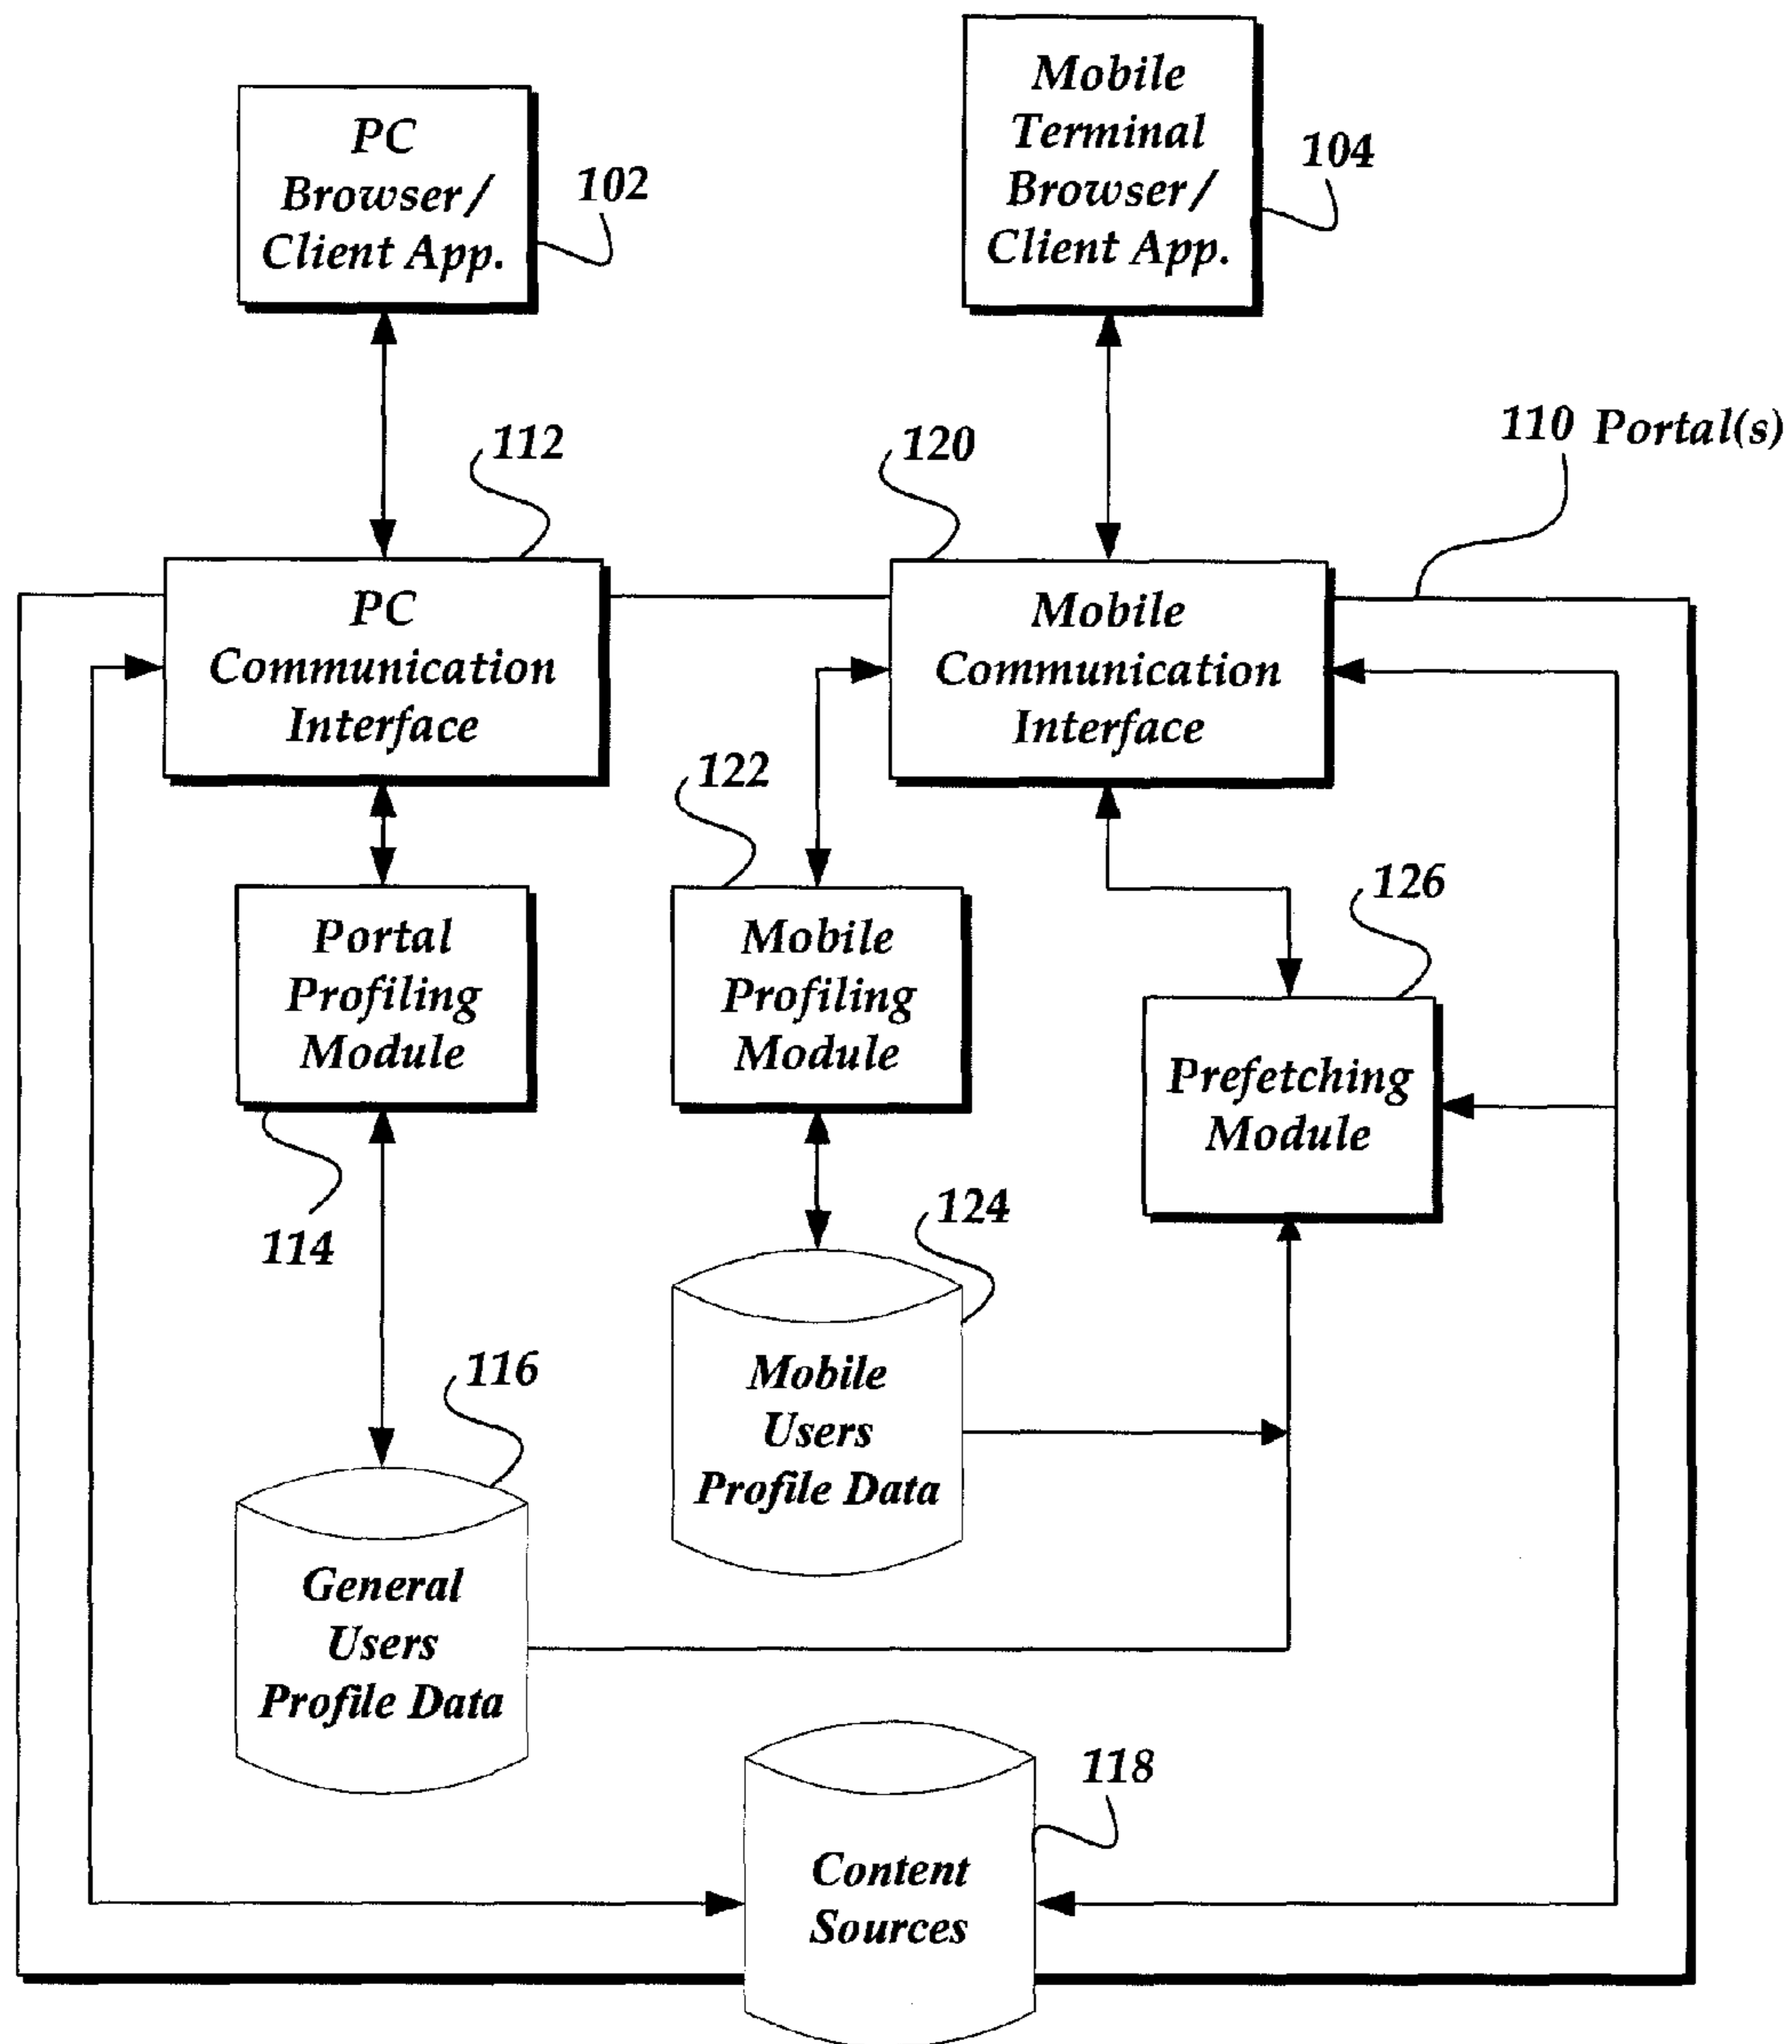 Mobile
Terminal
Browser/
Client App.
104
PC
Browser/
Client App.
102
110 Portal(s)
112
120
PC
Communication
Interface
Mobile
Communication
Interface
122
126
Portal
Profiling
Module
Mobile
Profiling
Module
Prefetching
Module
114
124
116
Mobile
Users
Profile Data
General
Users
Profile Data
118
Content
Sources